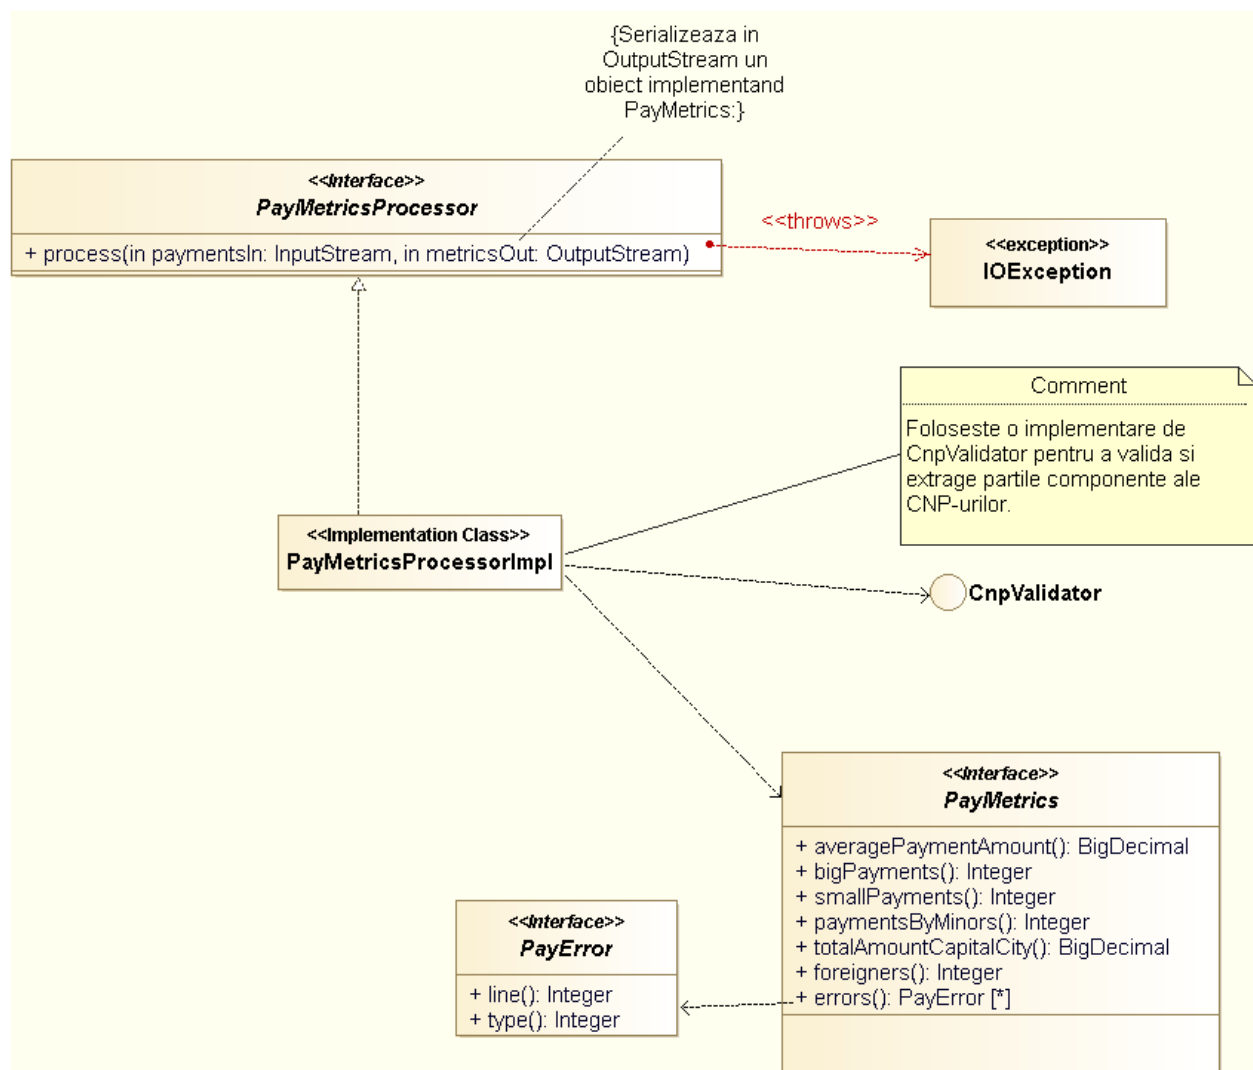 {Serializeaza in
OutputStream un
obiect implementand
PayMetrics:}
<<Interface>>
PayMetricsProcessor
+ process(in paymentsIn: InputStream, in metricsOut: OutputStream)
<<throws>>
<<exception>>
IOException
Comment
Foloseste o implementare de
CnpValidator pentru a valida si
extrage partile componente ale
CNP-urilor.
<<Implementation Class>>
PayMetricsProcessorImpl
CnpValidator
<<Interface>>
PayMetrics
+ averagePaymentAmount(): BigDecimal
+ bigPayments(): Integer
+ smallPayments(): Integer
+ paymentsByMinors(): Integer
+ totalAmountCapitalCity(): BigDecimal
+ foreigners(): Integer
+ errors(): PayError [*]
<<Interface>>
PayError
+ line(): Integer
+ type(): Integer